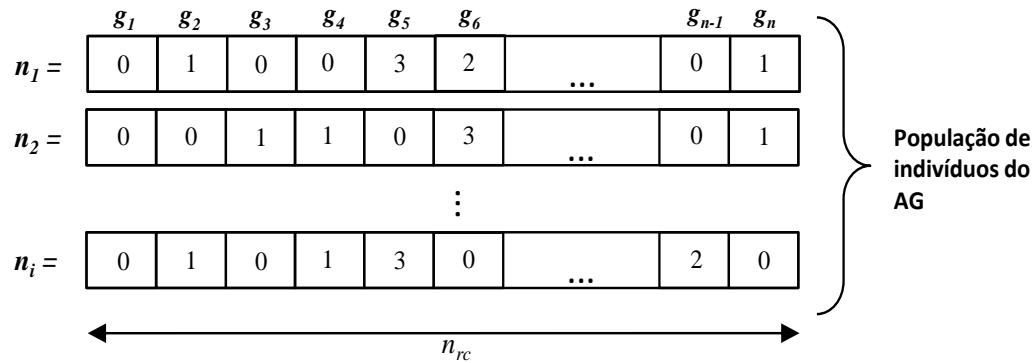 g1 g2 g3 g4 g5 g6 gn-1 gn
n1 = 0 1 0 0 3 2 ... 0 1
n2 = 0 0 1 1 0 3 ... 0 1
População de
indivíduos do
AG
⋮
ni = 0 1 0 1 3 0 ... 2 0
nrc